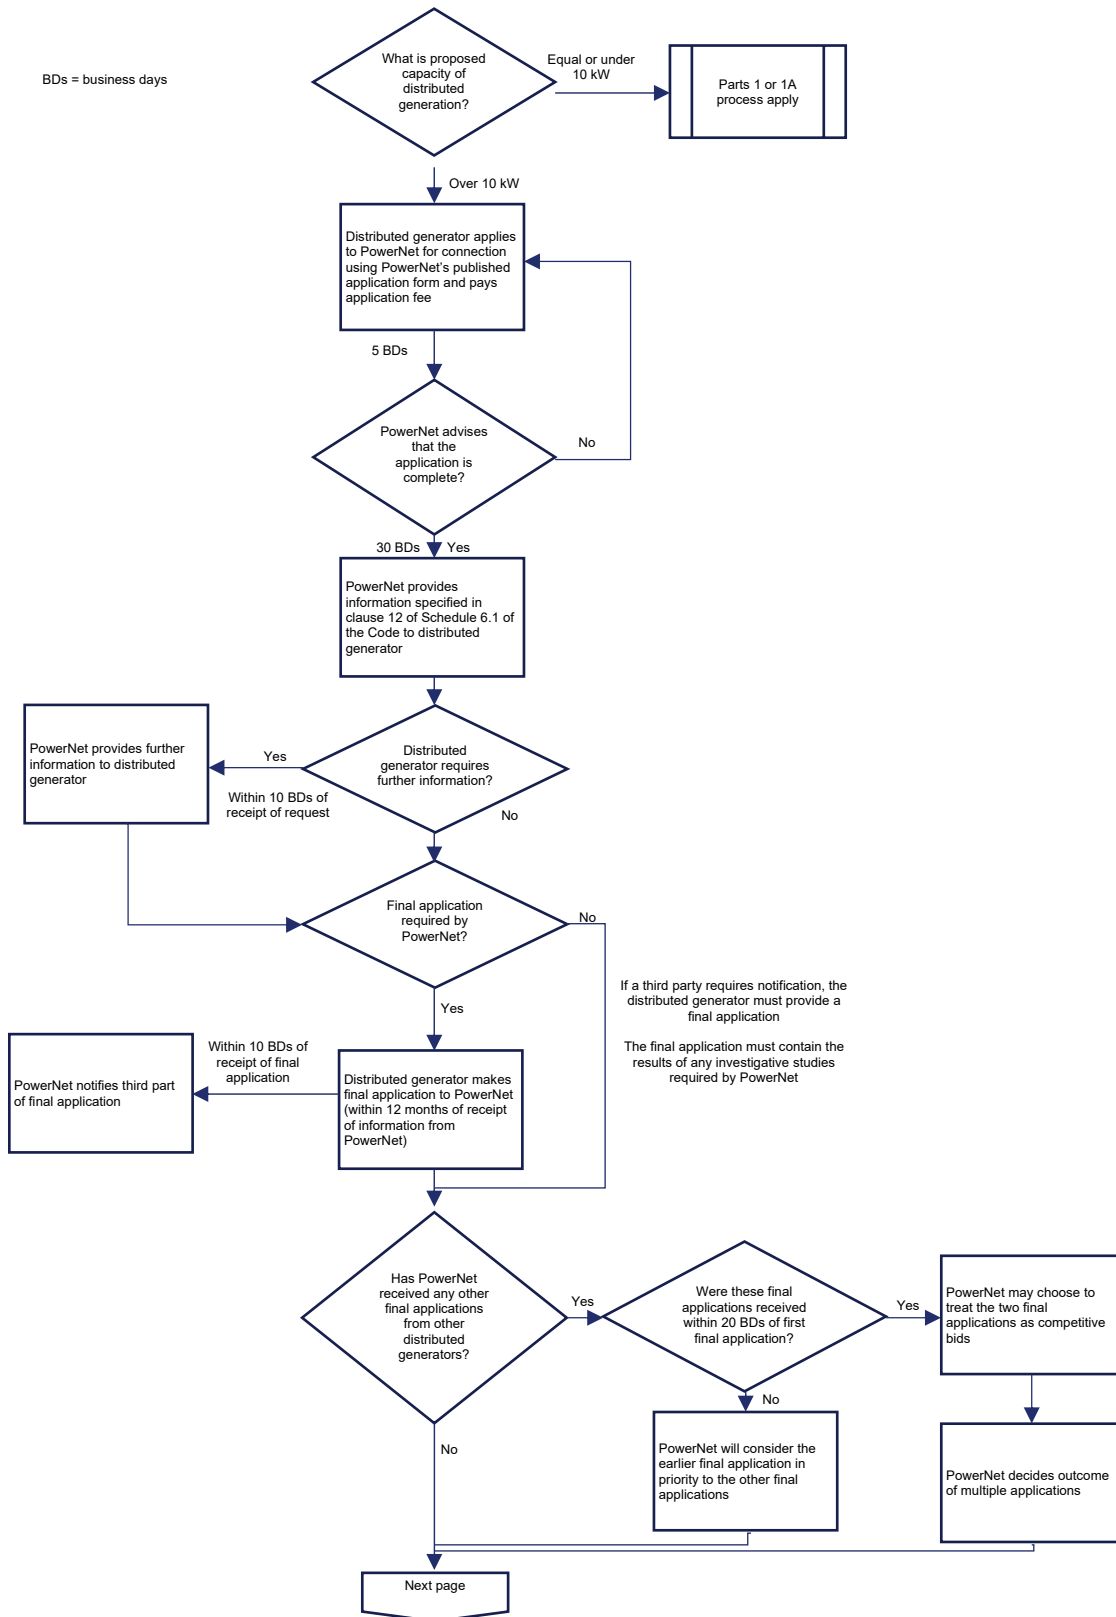 BDs = business days
What is proposed
capacity of
distributed
generation?
Equal or under
10 kW
Parts 1 or 1A
process apply
Over 10 kW
Distributed generator applies
to PowerNet for connection
using PowerNet's published
application form and pays
application fee
5 BDs
PowerNet advises
that the
application is
complete?
No
30 BDs
Yes
PowerNet provides
information specified in
clause 12 of Schedule 6.1 of
the Code to distributed
generator
PowerNet provides further
information to distributed
generator
Yes
Within 10 BDs of
receipt of request
Distributed
generator requires
further information?
No
Final application
required by
PowerNet?
No
Yes
If a third party requires notification, the
distributed generator must provide a
final application
The final application must contain the
results of any investigative studies
required by PowerNet
PowerNet notifies third part
of final application
Within 10 BDs of
receipt of final
application
Distributed generator makes
final application to PowerNet
(within 12 months of receipt
of information from
PowerNet)
Has PowerNet
received any other
final applications
from other
distributed
generators?
Yes
Were these final
applications received
within 20 BDs of first
final application?
Yes
PowerNet may choose to
treat the two final
applications as competitive
bids
No
No
PowerNet will consider the
earlier final application in
priority to the other final
applications
PowerNet decides outcome
of multiple applications
Next page